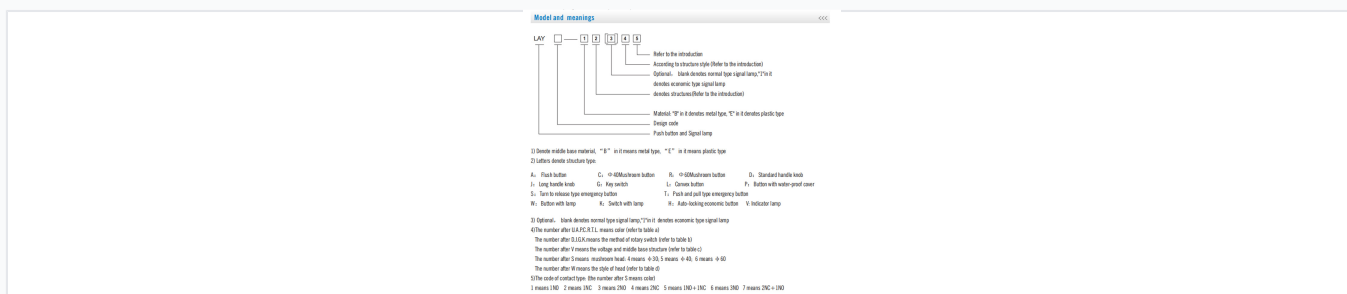 Model and meanings
<<<
LAY
1 2 3 4 5
Refer to the introduction
According to structure style (Refer to the introduction)
Optional, blank denotes normal type signal lamp,"I"in it
denotes economic type signal lamp
denotes structures(Refer to the introduction)
Material: "B" in it denotes metal type, "E" in it denotes plastic type
Design code
Push button and Signal lamp
1) Denote middle base material, "B" in it means metal type, "E" in it means plastic type
2) Letters denote structure type:
A: Flush button C: Φ40Mushroom button R: Φ60Mushroom button D: Standard handle knob
J: Long handle knob G: Key switch L: Convex button P: Button with water-proof cover
S: Turn to release type emergency button T: Push and pull type emergency button
W: Button with lamp K: Switch with lamp H: Auto-locking economic button V: Indicator lamp
3) Optional, blank denotes normal type signal lamp,"I"in it denotes economic type signal lamp
4)The number after U.A.P.C.R.T.L. means color (refer to table a)
The number after D.J.G.K means the method of rotary switch (refer to table b)
The number after V means the voltage and middle base structure (refer to table c)
The number after S means mushroom head: 4 means Φ30; 5 means Φ40; 6 means Φ60
The number after W means the style of head (refer to table d)
5)The code of contact type: (the number after S means color)
1 means 1NO 2 means 1NC 3 means 2NO 4 means 2NC 5 means 1NO+1NC 6 means 3NO 7 means 2NC+1NO